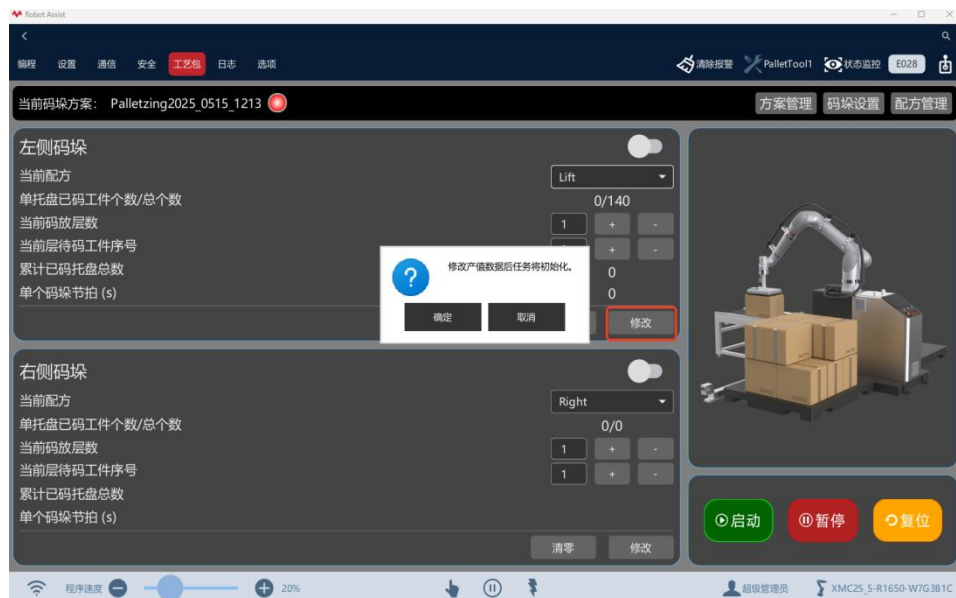 Robot Assist
编程 设置 通信 安全 工艺包 日志 选项 清除报警 PalletTool1 状态监控 E028
当前码垛方案： Palletzing2025_0515_1213 方案管理 码垛设置 配方管理
左侧码垛
当前配方 Lift
单托盘已码工件个数/总个数 0/140
当前码放层数 1 + -
当前层待码工件序号 + -
累计已码托盘总数 0
单个码垛节拍 (s) 0
修改
修改产值数据后任务将初始化。
确定 取消
右侧码垛
当前配方 Right
单托盘已码工件个数/总个数 0/0
当前码放层数 1 + -
当前层待码工件序号 1 + -
累计已码托盘总数
单个码垛节拍 (s)
清零 修改
启动 暂停 复位
程序速度 20% 超级管理员 XMC25_5-R1650-W7G3B1C